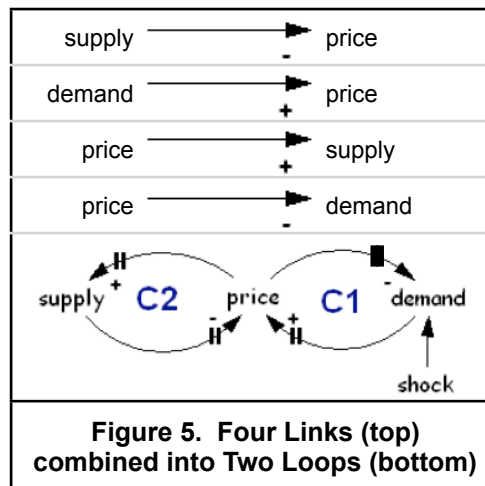 supply price
-
demand price
+
price supply
+
price demand
-
supply + C2 - price + C1 - demand
shock
Figure 5. Four Links (top)
combined into Two Loops (bottom)